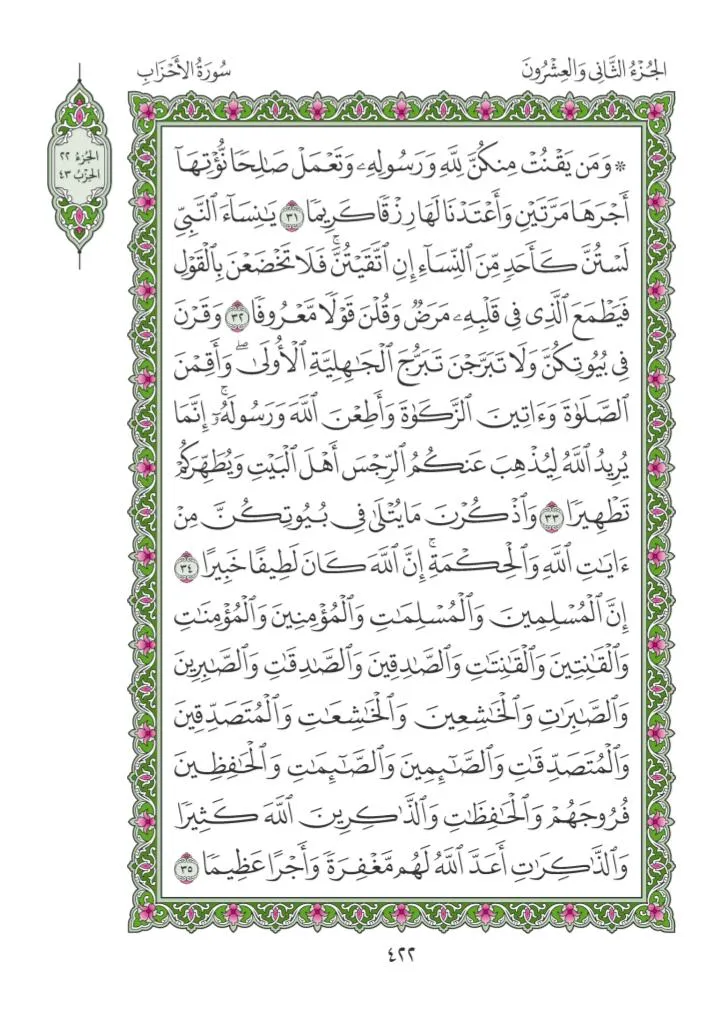 الجُزْءُ الثَّانِي وَالعِشْرُونَ
سُورَةُ الأَحْزَابِ
الجُزْءُ ٢٢
الحِزْبُ ٤٣
* وَمَن يَقْنُتْ مِنكُنَّ لِلَّهِ وَرَسُولِهِۦ وَتَعْمَلْ صَٰلِحًا نُّؤْتِهَآ
أَجْرَهَا مَرَّتَيْنِ وَأَعْتَدْنَا لَهَا رِزْقًا كَرِيمًا ٣١ يَٰنِسَآءَ ٱلنَّبِيِّ
لَسْتُنَّ كَأَحَدٍ مِّنَ ٱلنِّسَآءِ إِنِ ٱتَّقَيْتُنَّۚ فَلَا تَخْضَعْنَ بِٱلْقَوْلِ
فَيَطْمَعَ ٱلَّذِى فِى قَلْبِهِۦ مَرَضٌ وَقُلْنَ قَوْلًا مَّعْرُوفًا ٣٢ وَقَرْنَ
فِى بُيُوتِكُنَّ وَلَا تَبَرَّجْنَ تَبَرُّجَ ٱلْجَٰهِلِيَّةِ ٱلْأُولَىٰۖ وَأَقِمْنَ
ٱلصَّلَوٰةَ وَءَاتِينَ ٱلزَّكَوٰةَ وَأَطِعْنَ ٱللَّهَ وَرَسُولَهُۥٓۚ إِنَّمَا
يُرِيدُ ٱللَّهُ لِيُذْهِبَ عَنكُمُ ٱلرِّجْسَ أَهْلَ ٱلْبَيْتِ وَيُطَهِّرَكُمْ
تَطْهِيرًا ٣٣ وَٱذْكُرْنَ مَا يُتْلَىٰ فِى بُيُوتِكُنَّ مِنْ
ءَايَٰتِ ٱللَّهِ وَٱلْحِكْمَةِۚ إِنَّ ٱللَّهَ كَانَ لَطِيفًا خَبِيرًا ٣٤
إِنَّ ٱلْمُسْلِمِينَ وَٱلْمُسْلِمَٰتِ وَٱلْمُؤْمِنِينَ وَٱلْمُؤْمِنَٰتِ
وَٱلْقَٰنِتِينَ وَٱلْقَٰنِتَٰتِ وَٱلصَّٰدِقِينَ وَٱلصَّٰدِقَٰتِ وَٱلصَّٰبِرِينَ
وَٱلصَّٰبِرَٰتِ وَٱلْخَٰشِعِينَ وَٱلْخَٰشِعَٰتِ وَٱلْمُتَصَدِّقِينَ
وَٱلْمُتَصَدِّقَٰتِ وَٱلصَّٰٓئِمِينَ وَٱلصَّٰٓئِمَٰتِ وَٱلْحَٰفِظِينَ
فُرُوجَهُمْ وَٱلْحَٰفِظَٰتِ وَٱلذَّٰكِرِينَ ٱللَّهَ كَثِيرًا
وَٱلذَّٰكِرَٰتِ أَعَدَّ ٱللَّهُ لَهُم مَّغْفِرَةً وَأَجْرًا عَظِيمًا ٣٥
٤٢٢